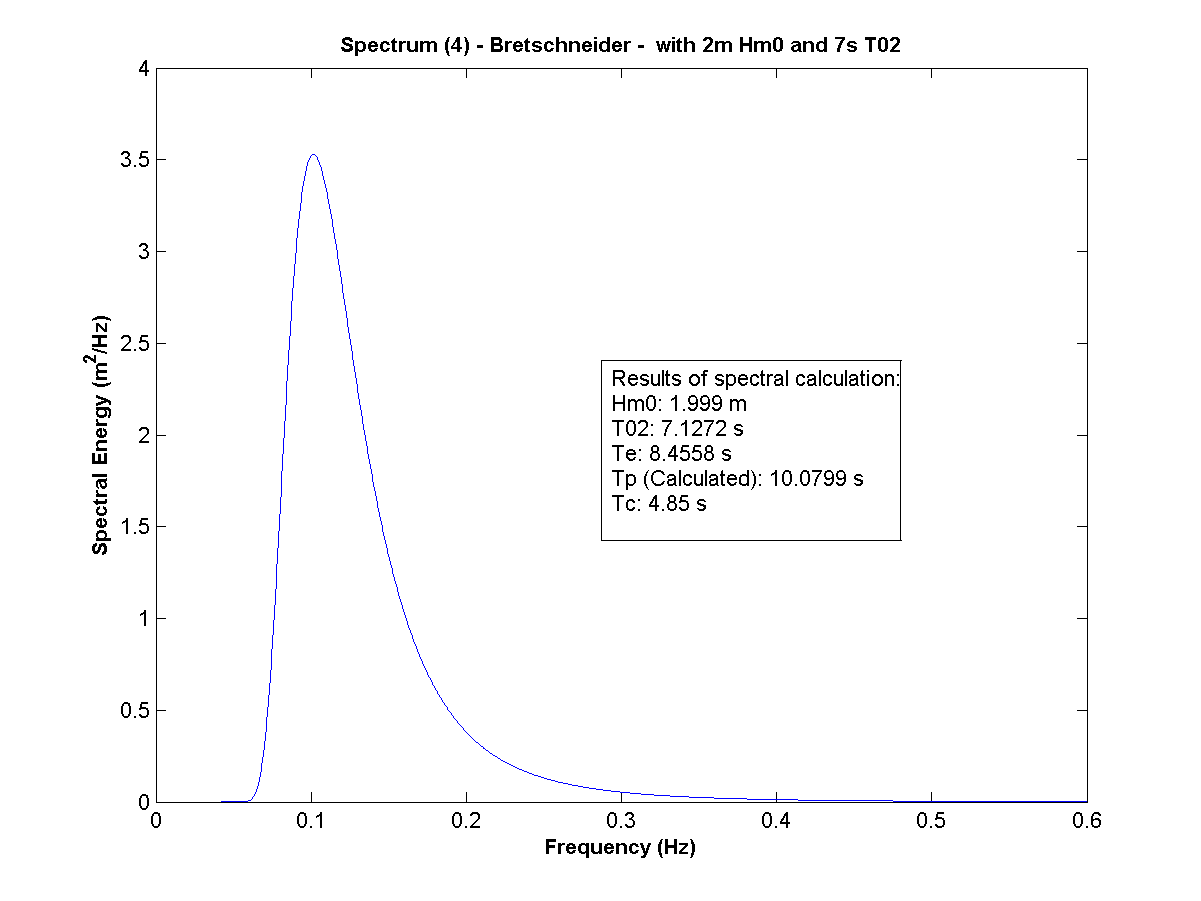 Spectrum (4) - Bretschneider - with 2m Hm0 and 7s T02
4
3.5
3
2.5
2
1.5
1
0.5
0
Spectral Energy (m²/Hz)
Results of spectral calculation:
Hm0: 1.999 m
T02: 7.1272 s
Te: 8.4558 s
Tp (Calculated): 10.0799 s
Tc: 4.85 s
0 0.1 0.2 0.3 0.4 0.5 0.6
Frequency (Hz)